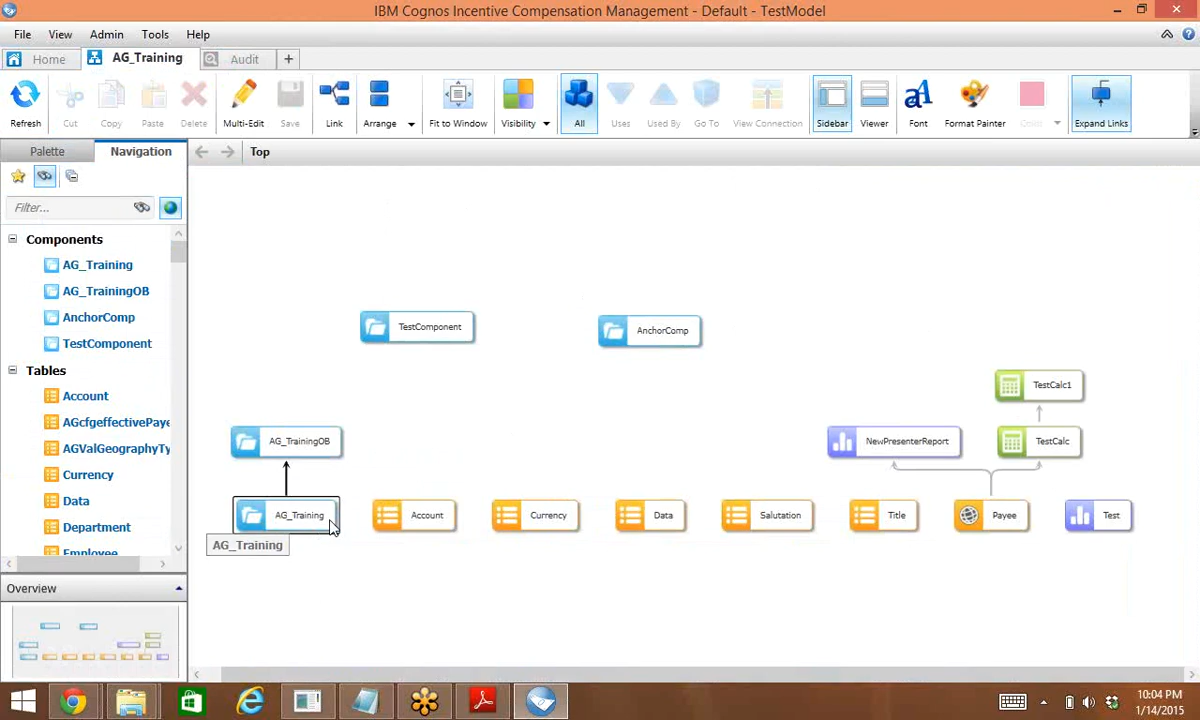 IBM Cognos Incentive Compensation Management - Default - TestModel
File View Admin Tools Help
Home AG_Training Audit +
Refresh Cut Copy Paste Delete Multi-Edit Save Link Arrange Fit to Window Visibility All Uses Used By Go To View Connection Sidebar Viewer Font Format Painter Color Expand Links
Palette Navigation Top
Filter...
Components
AG_Training
AG_TrainingOB
AnchorComp
TestComponent
Tables
Account
AGcfgeffectivePaye
AGValGeographyTy
Currency
Data
Department
Employee
Overview
TestComponent AnchorComp
TestCalc1
AG_TrainingOB NewPresenterReport TestCalc
AG_Training Account Currency Data Salutation Title Payee Test
AG_Training
10:04 PM
1/14/2015